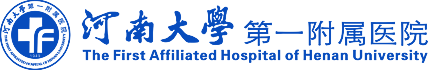 河南大學 第一附属医院
The First Affiliated Hospital of Henan University